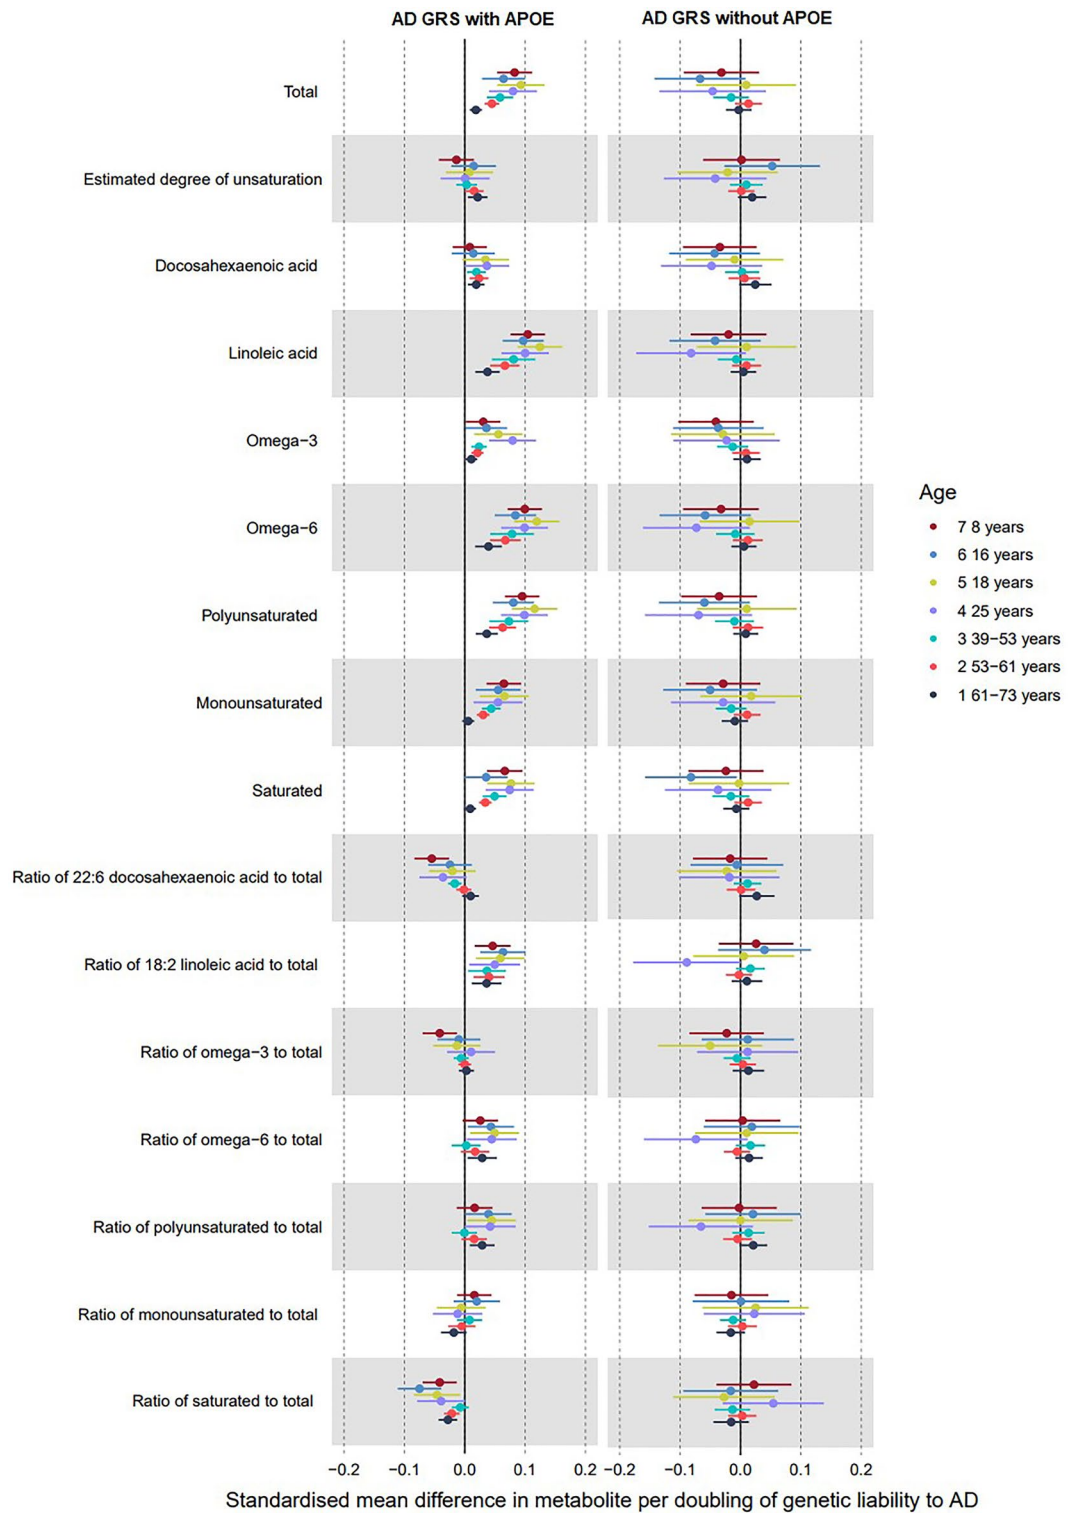 AD GRS with APOE
AD GRS without APOE
Total
Estimated degree of unsaturation
Docosahexaenoic acid
Linoleic acid
Omega−3
Omega−6
Polyunsaturated
Monounsaturated
Saturated
Ratio of 22:6 docosahexaenoic acid to total
Ratio of 18:2 linoleic acid to total
Ratio of omega−3 to total
Ratio of omega−6 to total
Ratio of polyunsaturated to total
Ratio of monounsaturated to total
Ratio of saturated to total
Age
7 8 years
6 16 years
5 18 years
4 25 years
3 39−53 years
2 53−61 years
1 61−73 years
−0.2 −0.1 0.0 0.1 0.2 −0.2 −0.1 0.0 0.1 0.2
Standardised mean difference in metabolite per doubling of genetic liability to AD